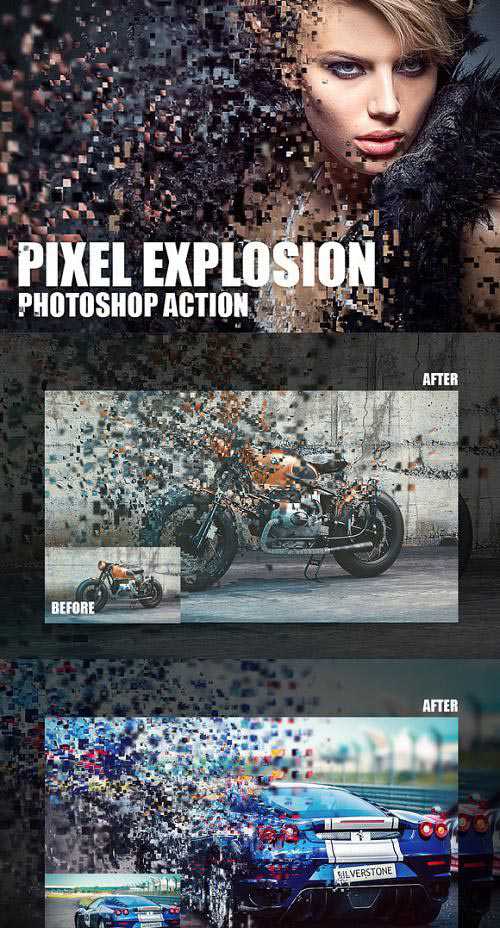 PIXEL EXPLOSION
PHOTOSHOP ACTION
AFTER
BEFORE
AFTER
SILVERSTONE